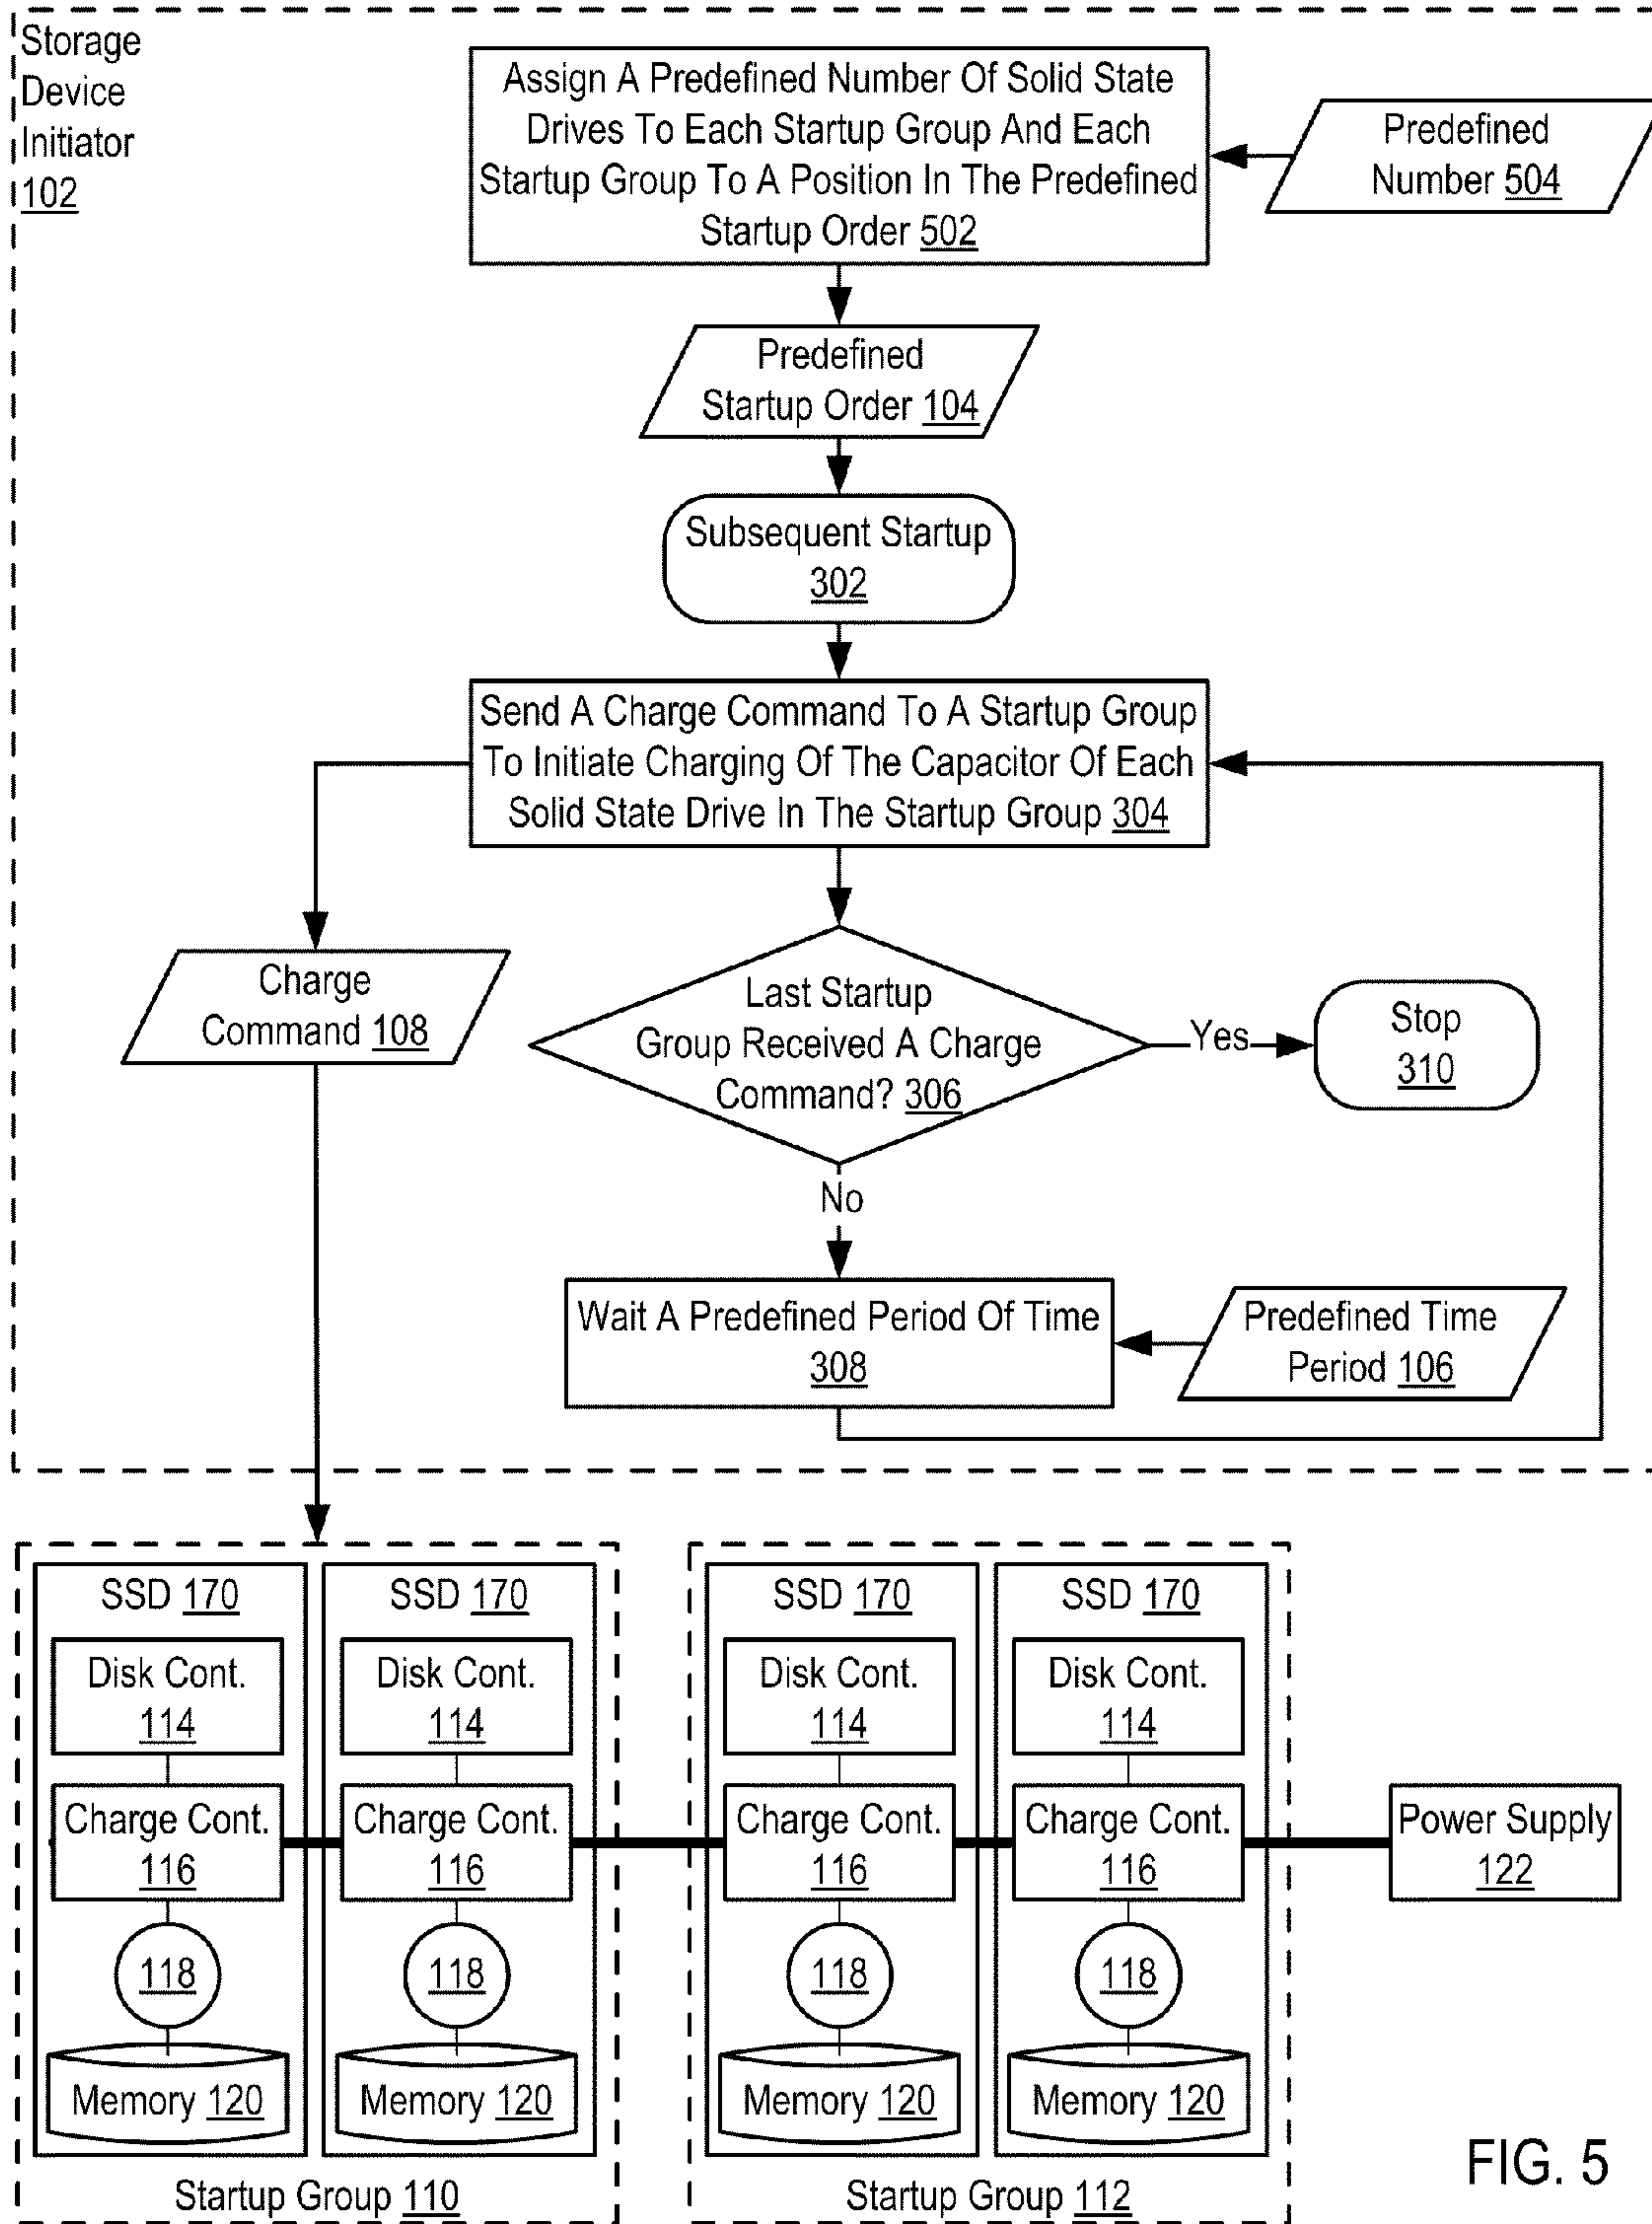 Storage
Device
Initiator
102
Assign A Predefined Number Of Solid State
Drives To Each Startup Group And Each
Startup Group To A Position In The Predefined
Startup Order 502
Predefined
Number 504
Predefined
Startup Order 104
Subsequent Startup
302
Send A Charge Command To A Startup Group
To Initiate Charging Of The Capacitor Of Each
Solid State Drive In The Startup Group 304
Charge
Command 108
Last Startup
Group Received A Charge
Command? 306
Yes
Stop
310
No
Wait A Predefined Period Of Time
308
Predefined Time
Period 106
SSD 170
Disk Cont.
114
Charge Cont.
116
118
Memory 120
SSD 170
Disk Cont.
114
Charge Cont.
116
118
Memory 120
Startup Group 110
SSD 170
Disk Cont.
114
Charge Cont.
116
118
Memory 120
SSD 170
Disk Cont.
114
Charge Cont.
116
118
Memory 120
Startup Group 112
Power Supply
122
FIG. 5